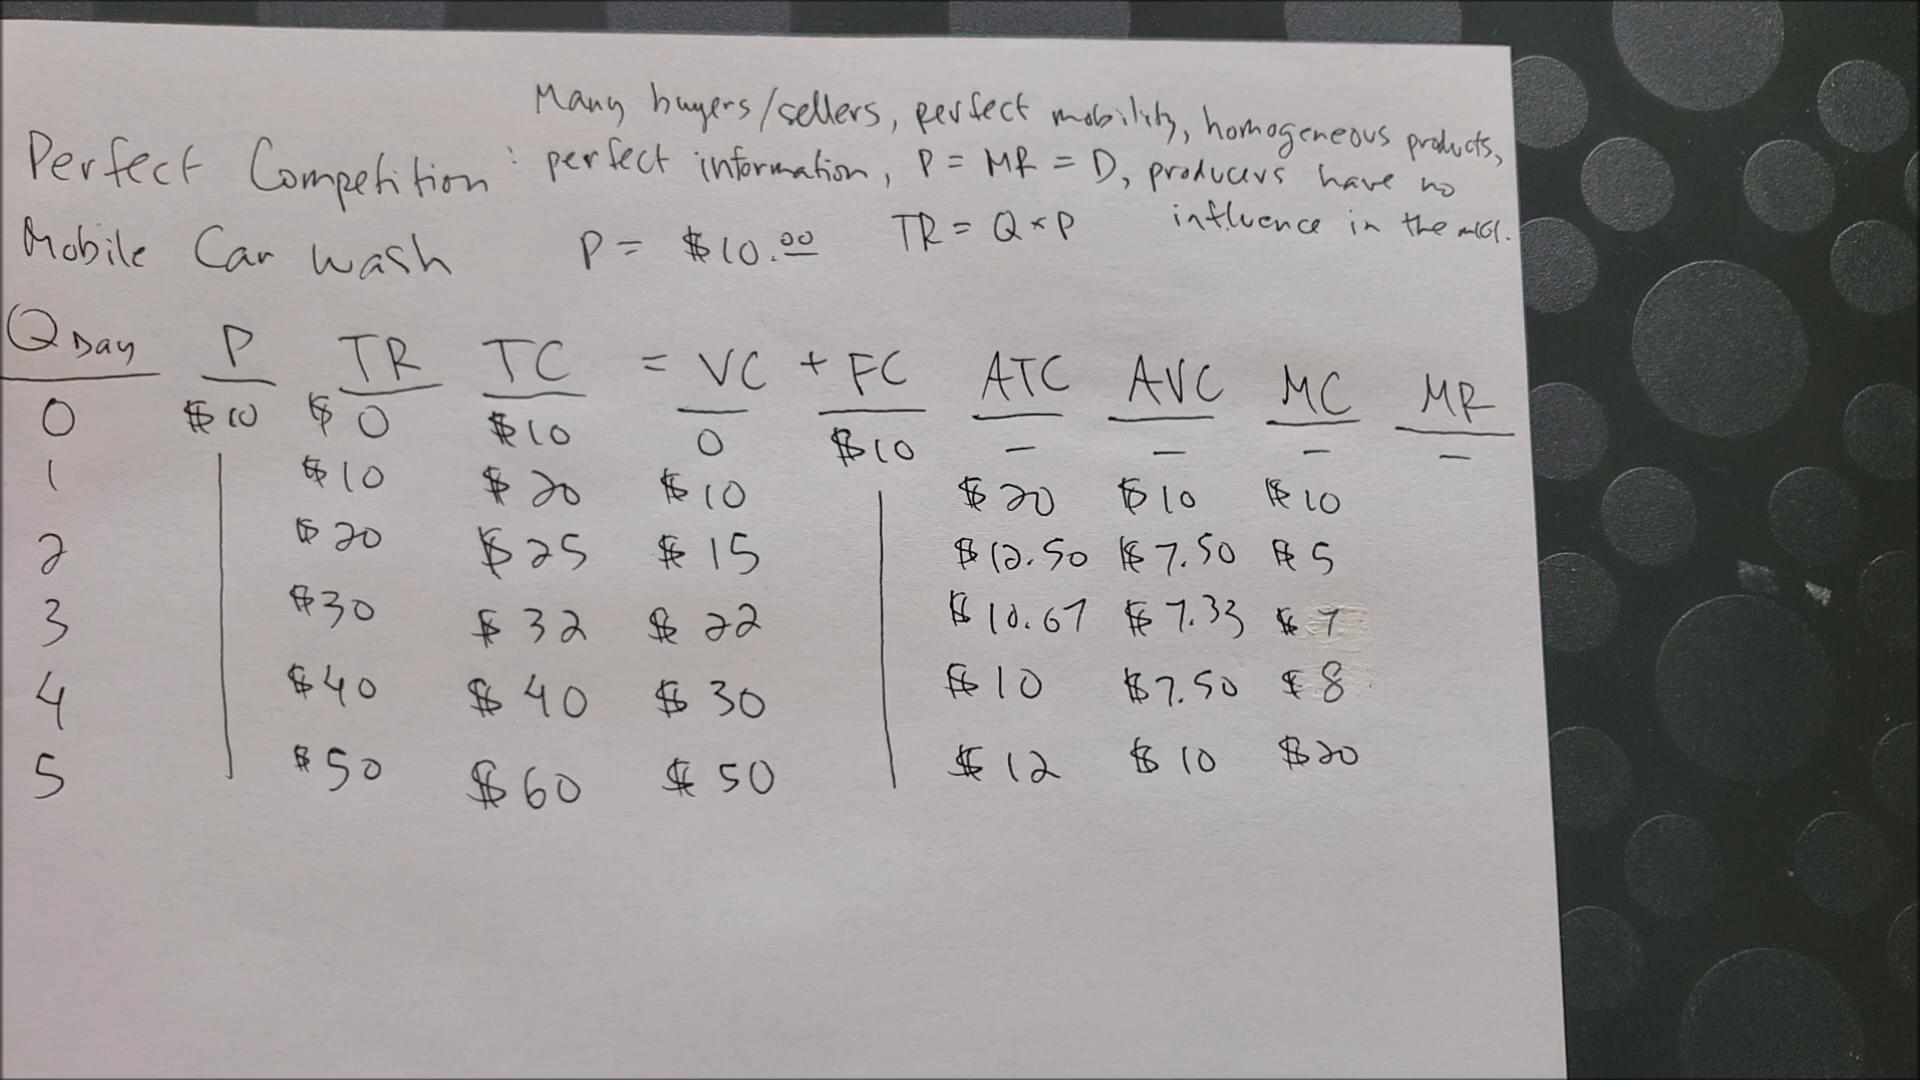 Many buyers/sellers, perfect mobility, homogeneous products,
Perfect Competition : perfect information, P = MR = D, producers have no
influence in the mkt.
Mobile Car wash P = $10.00 TR = Q × P
Q Day P TR TC = VC + FC ATC AVC MC MR
0 $10 $0 $10 0 $10 – – – –
1 $10 $20 $10 $20 $10 $10
2 $20 $25 $15 $12.50 $7.50 $5
3 $30 $32 $22 $10.67 $7.33 $7
4 $40 $40 $30 $10 $7.50 $8
5 $50 $60 $50 $12 $10 $20